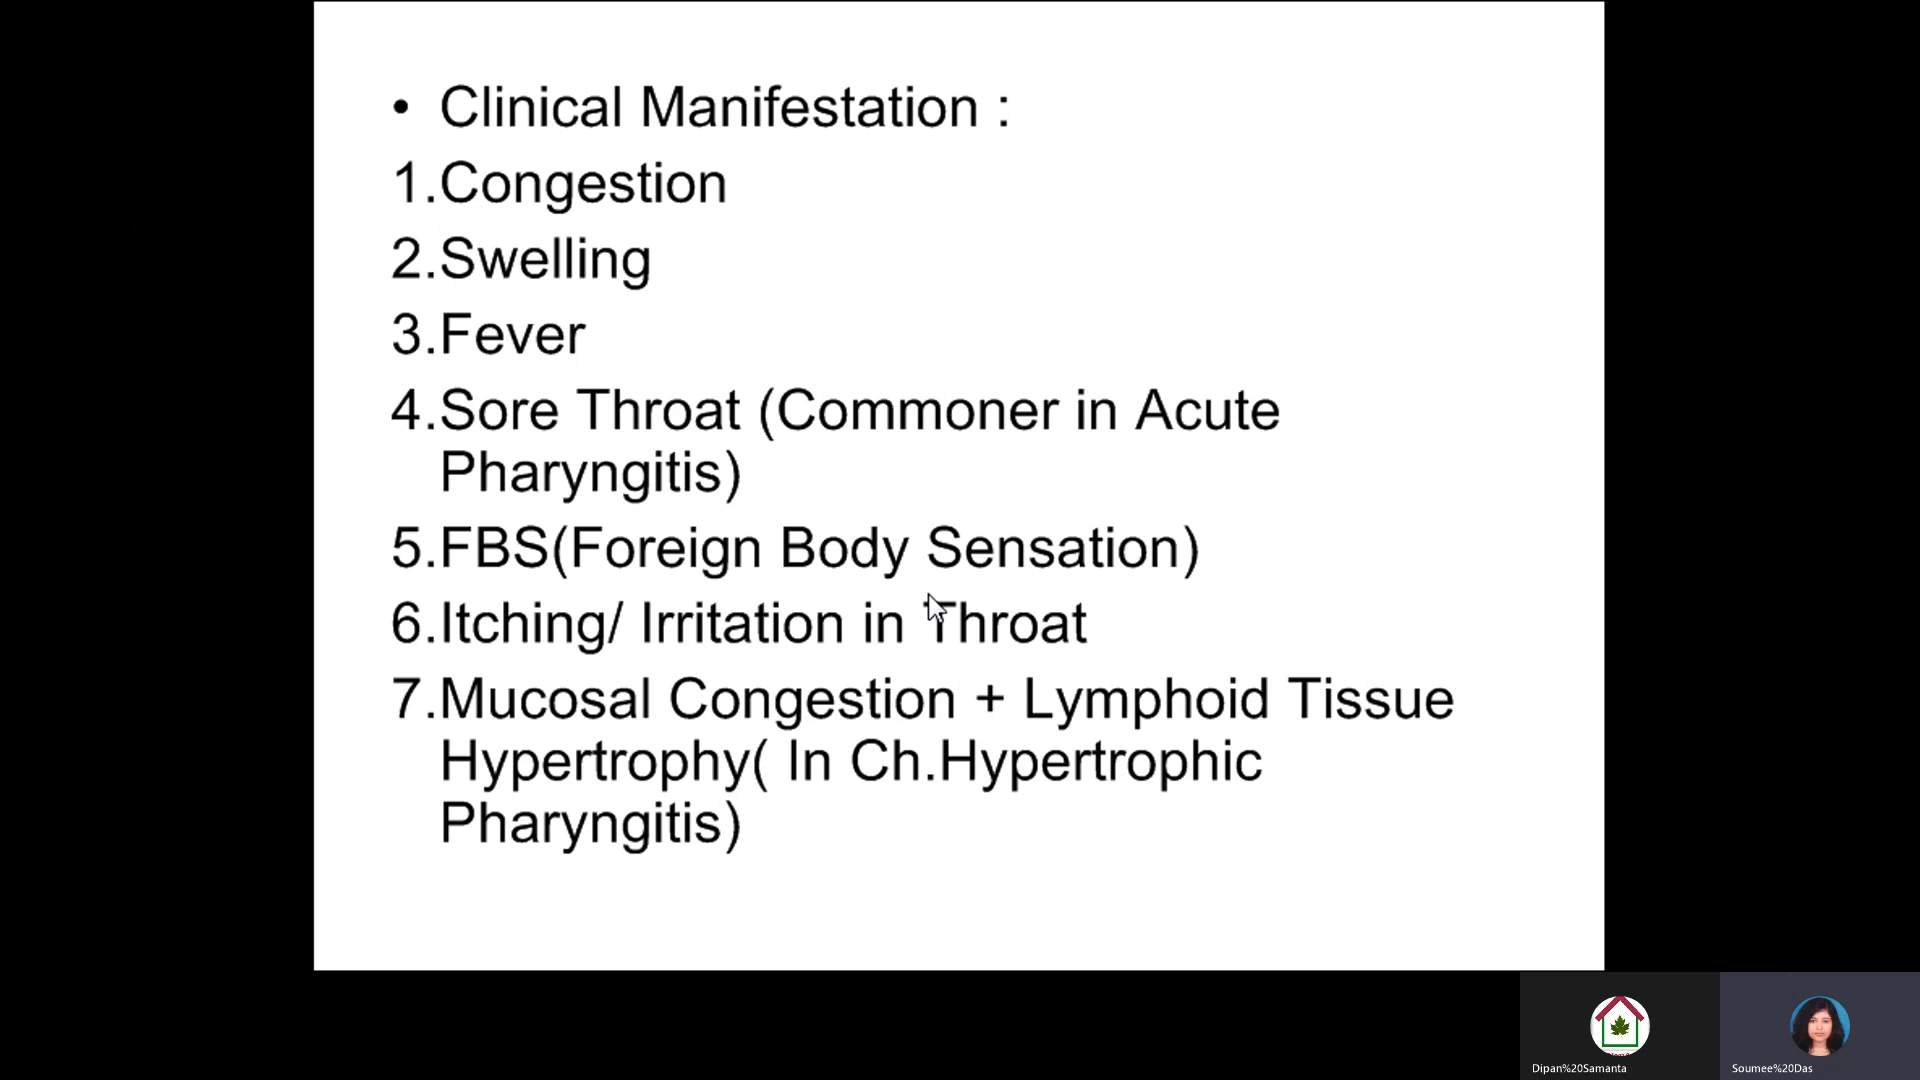 • Clinical Manifestation :
1.Congestion
2.Swelling
3.Fever
4.Sore Throat (Commoner in Acute
Pharyngitis)
5.FBS(Foreign Body Sensation)
6.Itching/ Irritation in Throat
7.Mucosal Congestion + Lymphoid Tissue
Hypertrophy( In Ch.Hypertrophic
Pharyngitis)
Dipan%20Samanta
Soumee%20Das